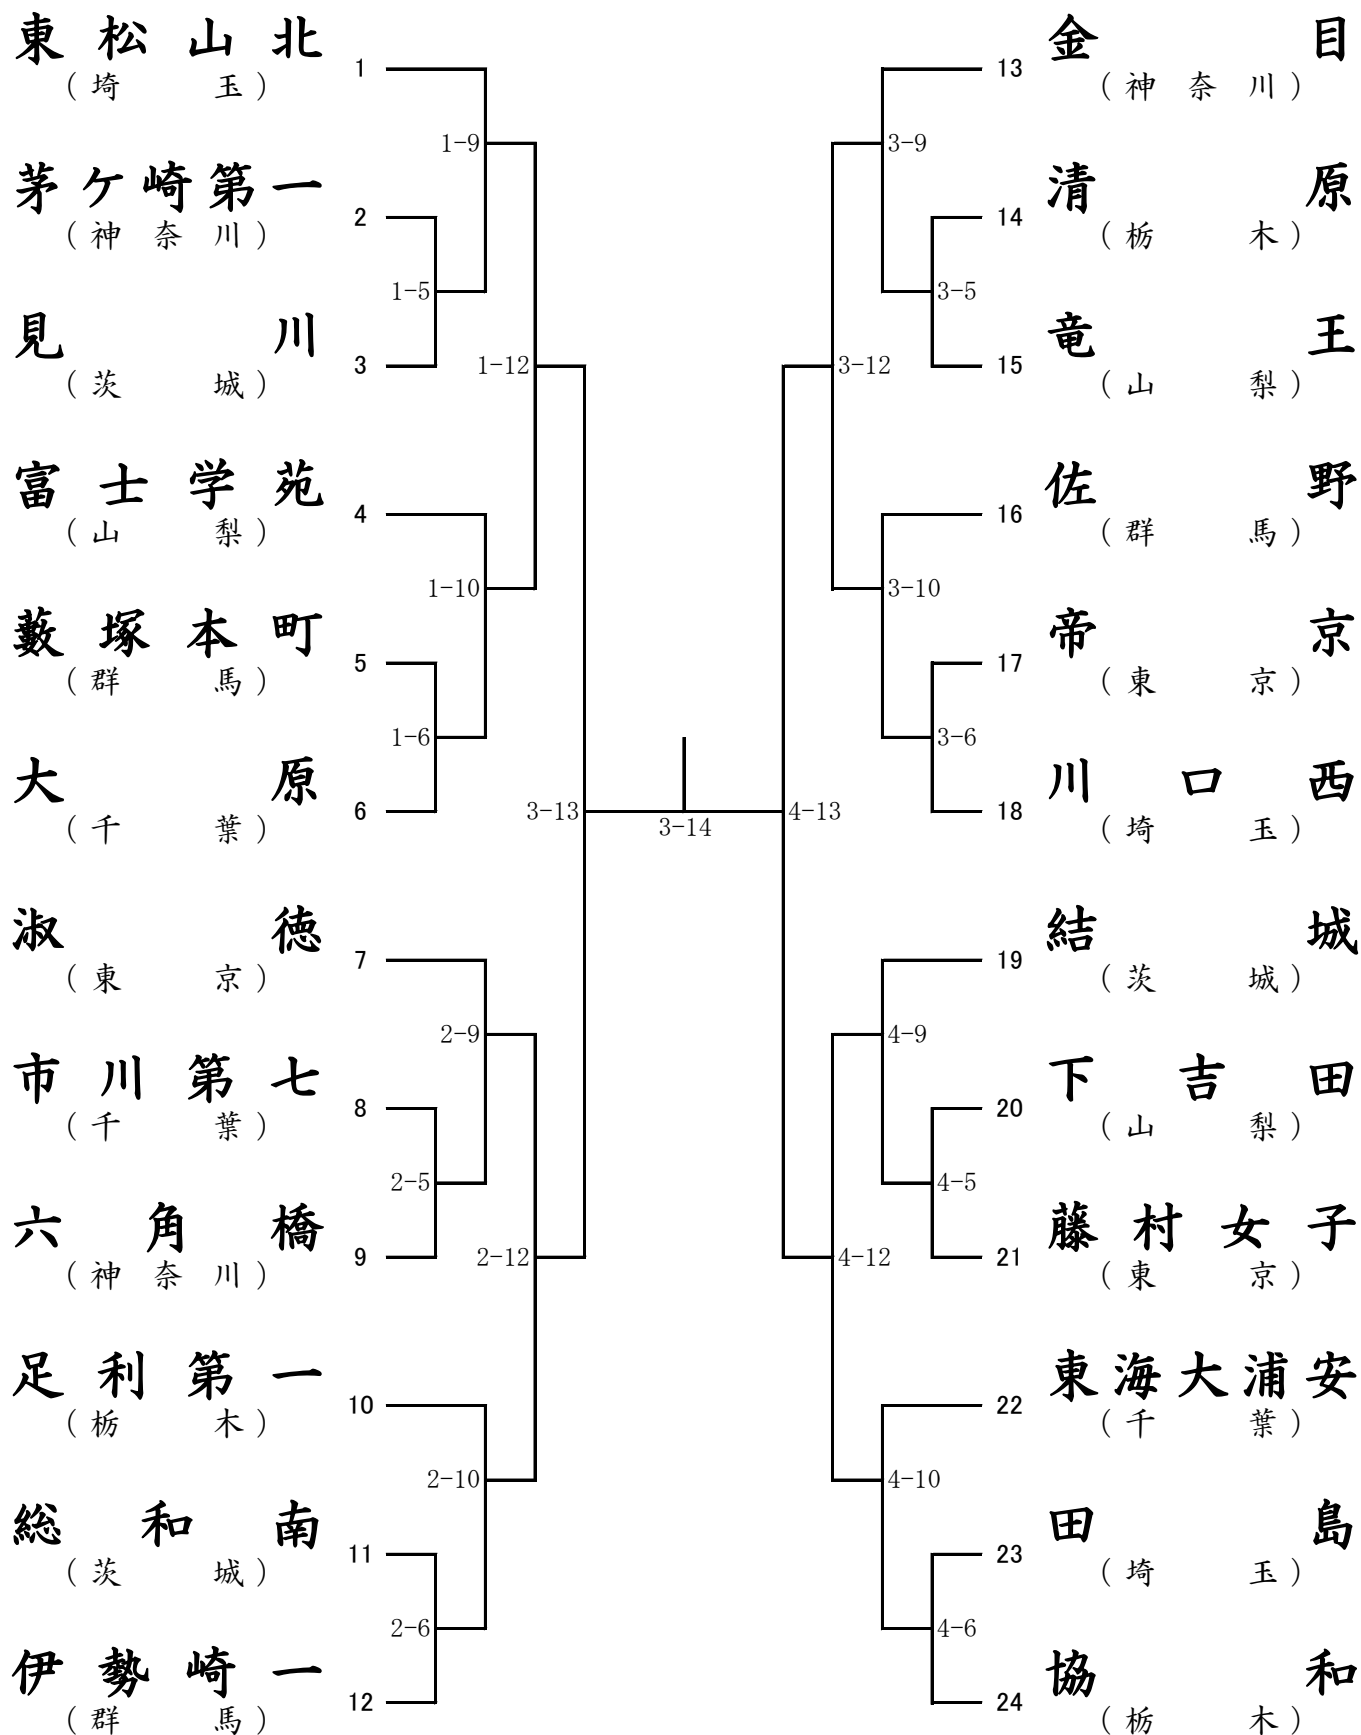 東松山北
(埼玉)
1
1-9
茅ケ崎第一
(神奈川)
2
1-5
見川
(茨城)
3
1-12
富士学苑
(山梨)
4
1-10
藪塚本町
(群馬)
5
1-6
大原
(千葉)
6
3-13
淑徳
(東京)
7
2-9
市川第七
(千葉)
8
2-5
六角橋
(神奈川)
9
2-12
足利第一
(栃木)
10
2-10
総和南
(茨城)
11
2-6
伊勢崎一
(群馬)
12
3-14
13
金目
(神奈川)
3-9
14
清原
(栃木)
3-5
15
竜王
(山梨)
3-12
16
佐野
(群馬)
3-10
17
帝京
(東京)
3-6
18
川口西
(埼玉)
4-13
19
結城
(茨城)
4-9
20
下吉田
(山梨)
4-5
21
藤村女子
(東京)
4-12
22
東海大浦安
(千葉)
4-10
23
田島
(埼玉)
4-6
24
協和
(栃木)